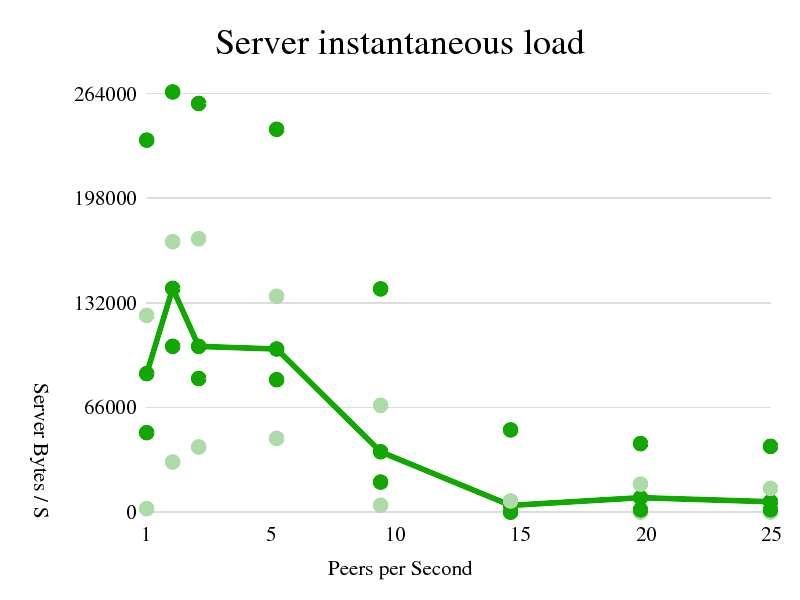 Server instantaneous load
264000
198000
132000
66000
0
Server Bytes / S
1 5 10 15 20 25
Peers per Second